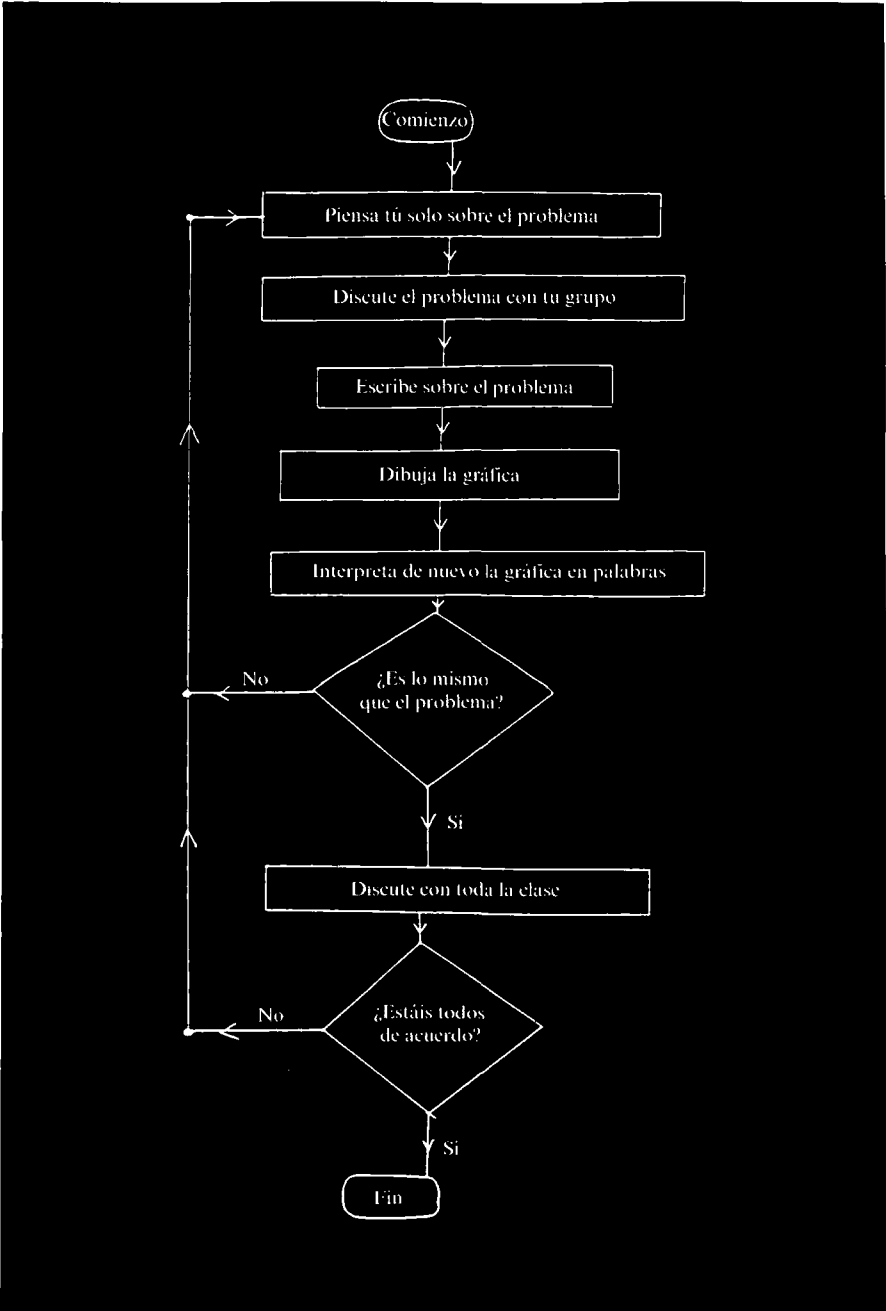 Comienzo
Piensa tú solo sobre el problema
Discute el problema con tu grupo
Escribe sobre el problema
Dibuja la gráfica
Interpreta de nuevo la gráfica en palabras
¿Es lo mismo
que el problema?
No
Si
Discute con toda la clase
¿Estáis todos
de acuerdo?
No
Si
Fin